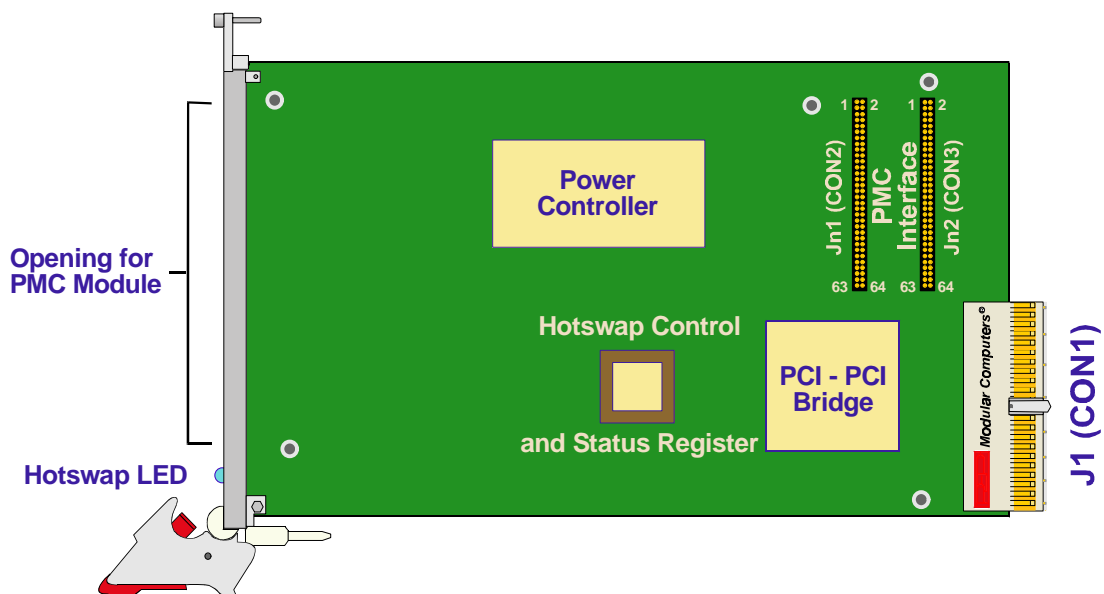 1 2 1 2
Power
Controller
Jn1 (CON2)
PMC
Interface
Jn2 (CON3)
Opening for
PMC Module
63 64 63 64
Hotswap Control
PCI - PCI
Bridge
and Status Register
Modular Computers®
J1 (CON1)
Hotswap LED